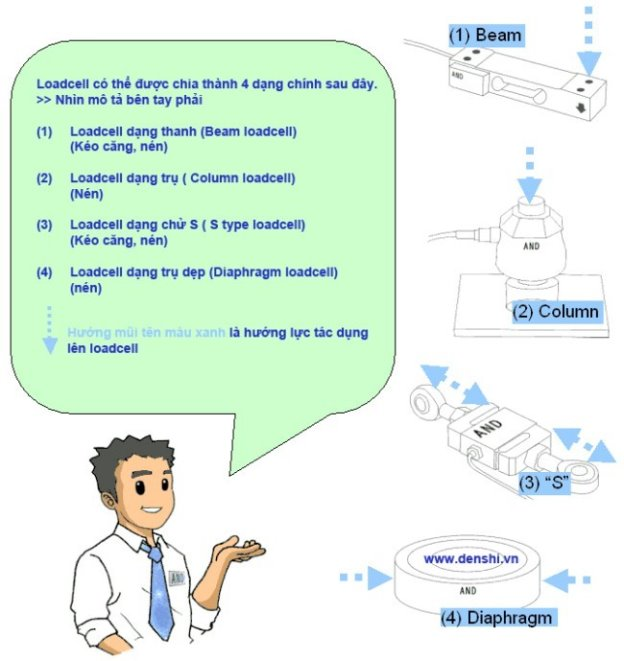 Loadcell có thể được chia thành 4 dạng chính sau đây.
>> Nhìn mô tả bên tay phải
(1) Loadcell dạng thanh (Beam loadcell)
(Kéo căng, nén)
(2) Loadcell dạng trụ ( Column loadcell)
(Nén)
(3) Loadcell dạng chử S ( S type loadcell)
(Kéo căng, nén)
(4) Loadcell dạng trụ dẹp (Diaphragm loadcell)
(nén)
Hướng mũi tên màu xanh là hướng lực tác dụng
lên loadcell
AND
(1) Beam
AND
AND
(2) Column
AND
(3) “S”
www.denshi.vn
AND
(4) Diaphragm